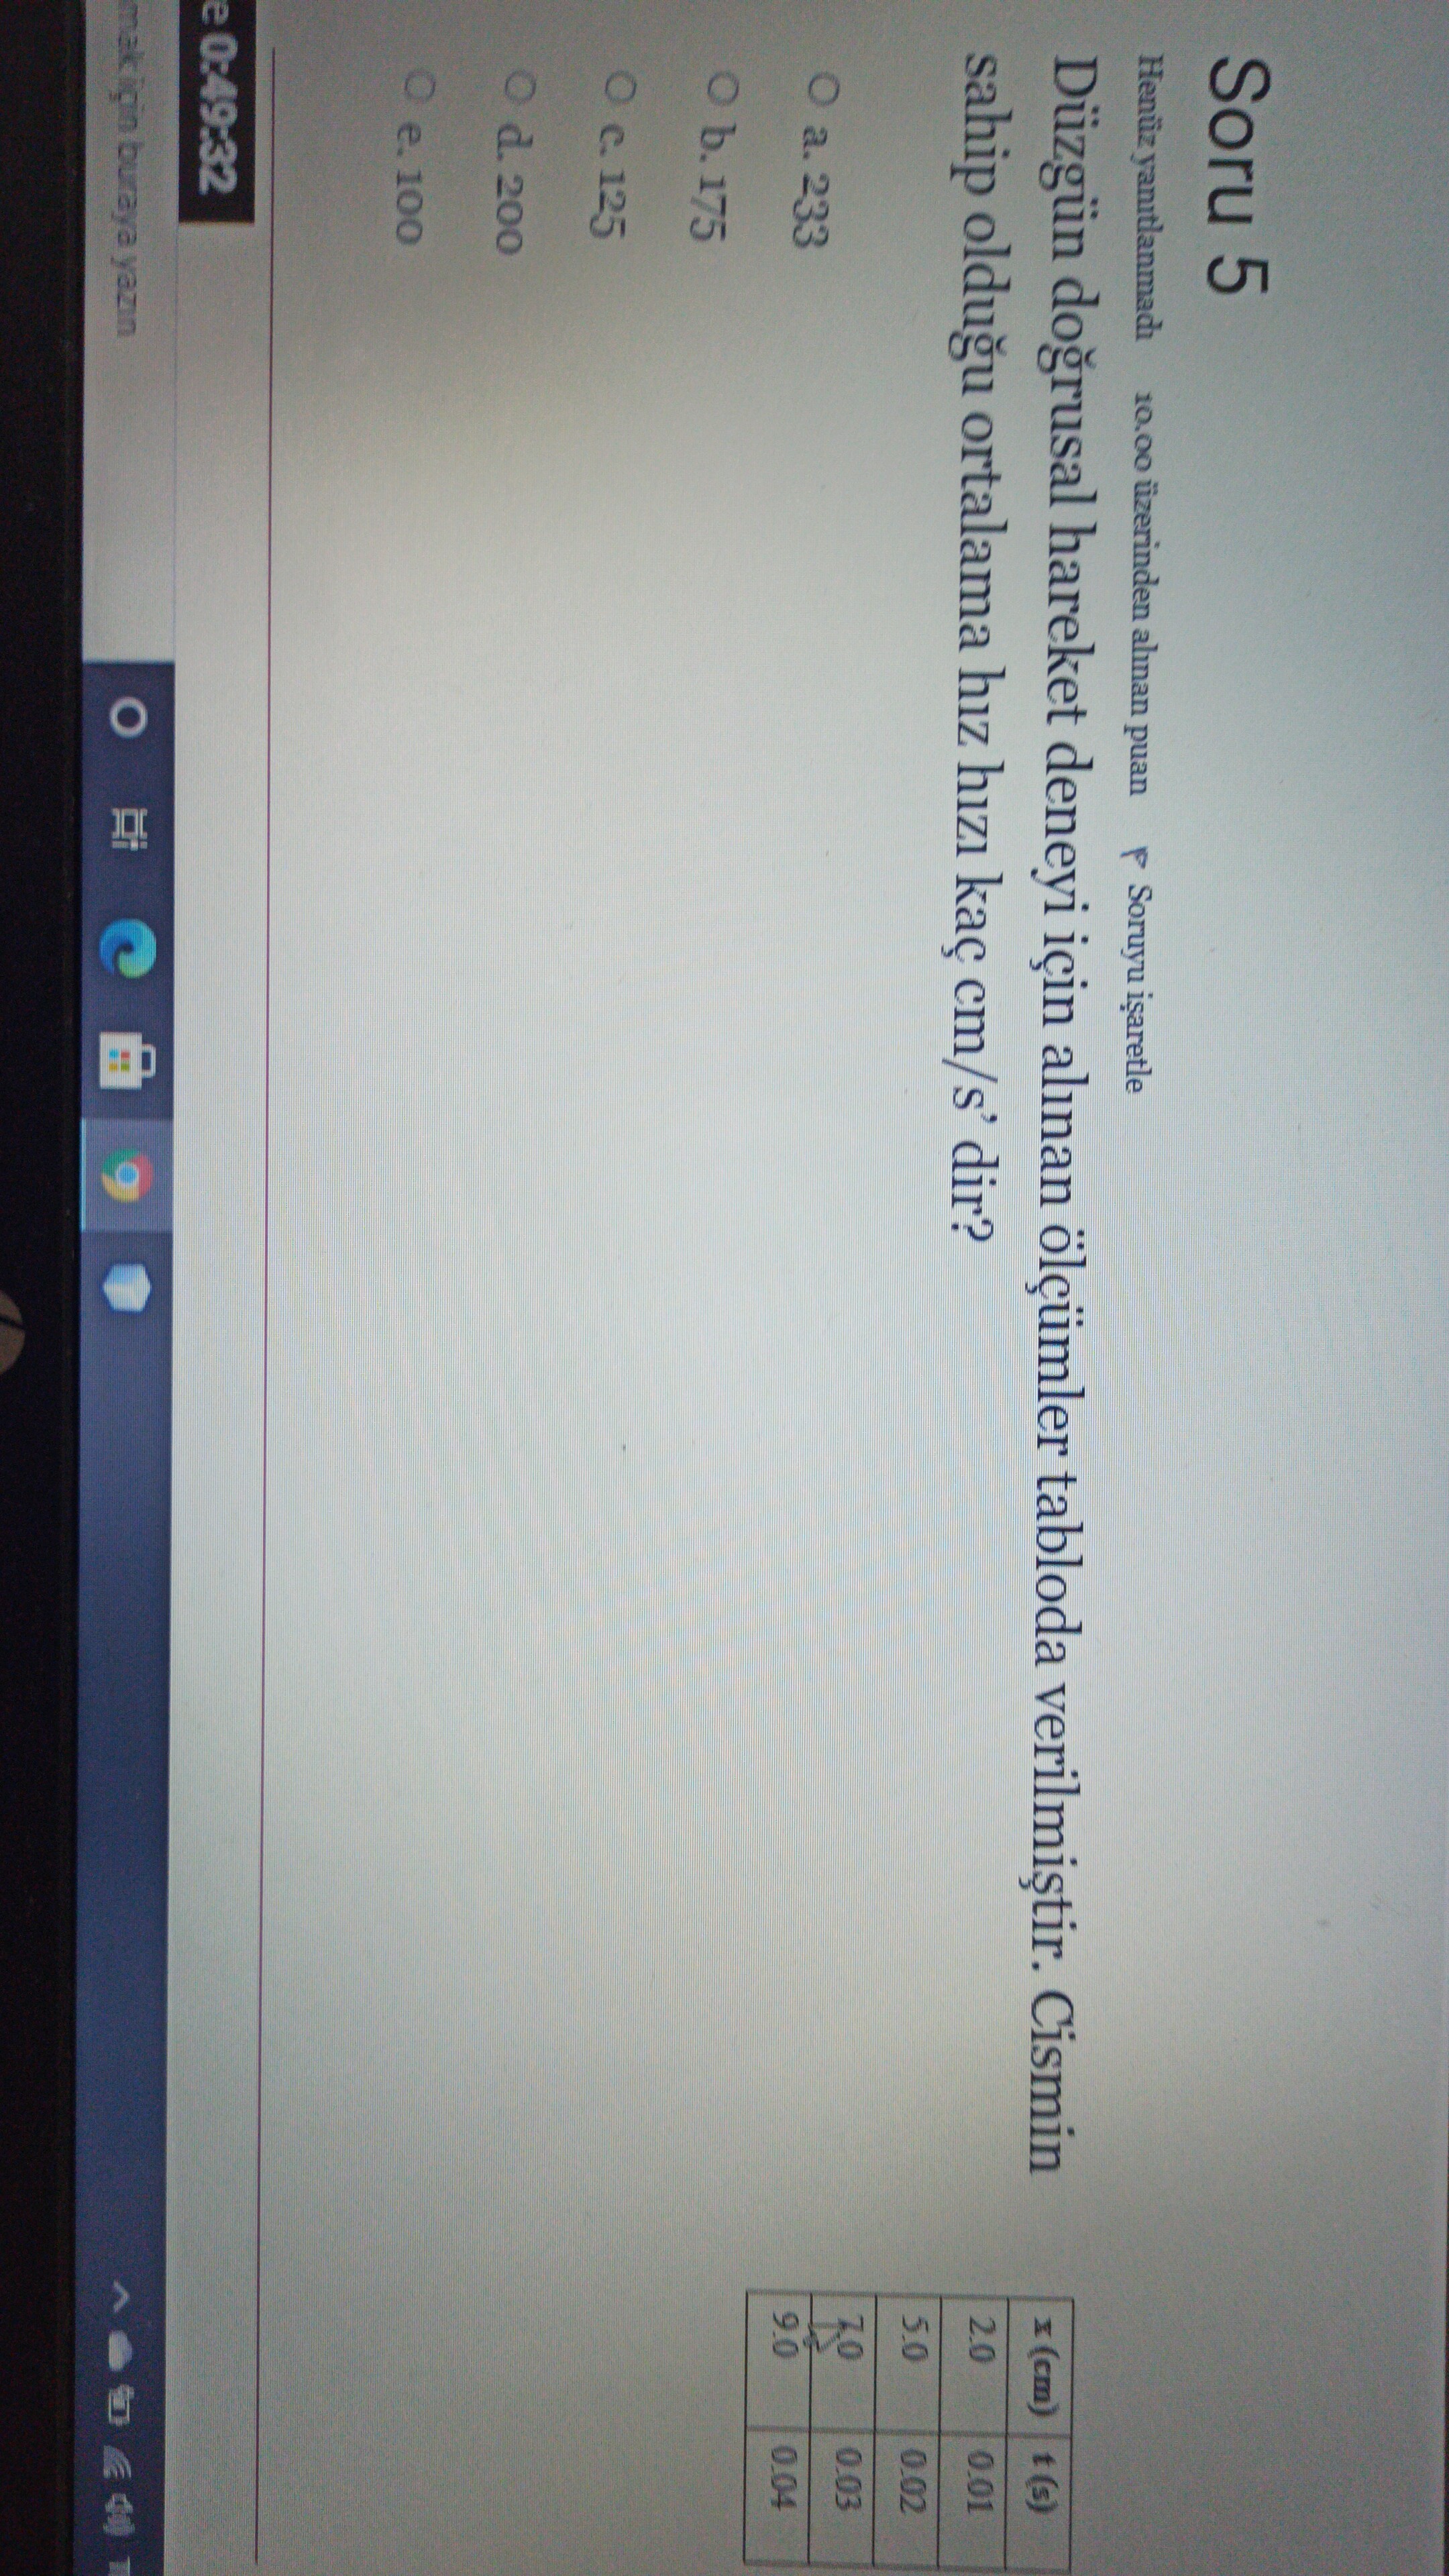 Soru 5
Henüz yanıtlanmadı 10,00 üzerinden alınan puan Soruyu işaretle
Düzgün doğrusal hareket deneyi için alınan ölçümler tabloda verilmiştir. Cismin
sahip olduğu ortalama hız hızı kaç cm/s' dir?
x (cm) t (s)
2.0 0.01
5.0 0.02
7.0 0.03
9.0 0.04
a. 233
b. 175
c. 125
d. 200
e. 100
e 0:49:32
mak için buraya yazın